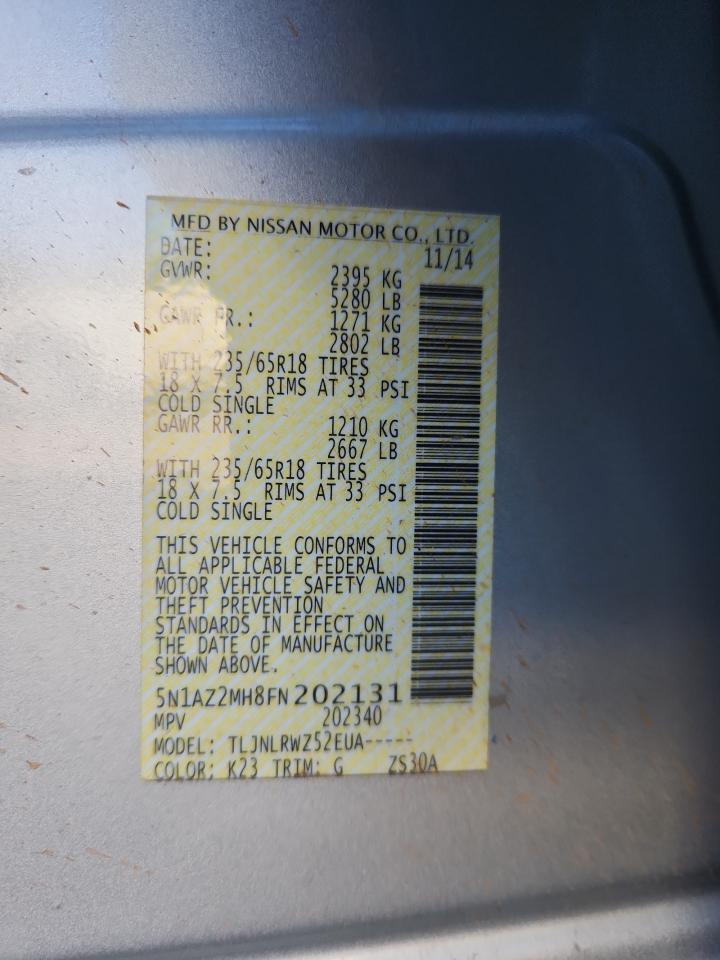 MFD BY NISSAN MOTOR CO., LTD.
DATE: 11/14
GVWR: 2395 KG
5280 LB
GAWR FR.: 1271 KG
2802 LB
WITH 235/65R18 TIRES
18 X 7.5 RIMS AT 33 PSI
COLD SINGLE
GAWR RR.: 1210 KG
2667 LB
WITH 235/65R18 TIRES
18 X 7.5 RIMS AT 33 PSI
COLD SINGLE
THIS VEHICLE CONFORMS TO
ALL APPLICABLE FEDERAL
MOTOR VEHICLE SAFETY AND
THEFT PREVENTION
STANDARDS IN EFFECT ON
THE DATE OF MANUFACTURE
SHOWN ABOVE.
5N1AZ2MH8FN202131
MPV 202340
MODEL: TLJNLRWZ52EUA-----
COLOR: K23 TRIM: G ZS30A